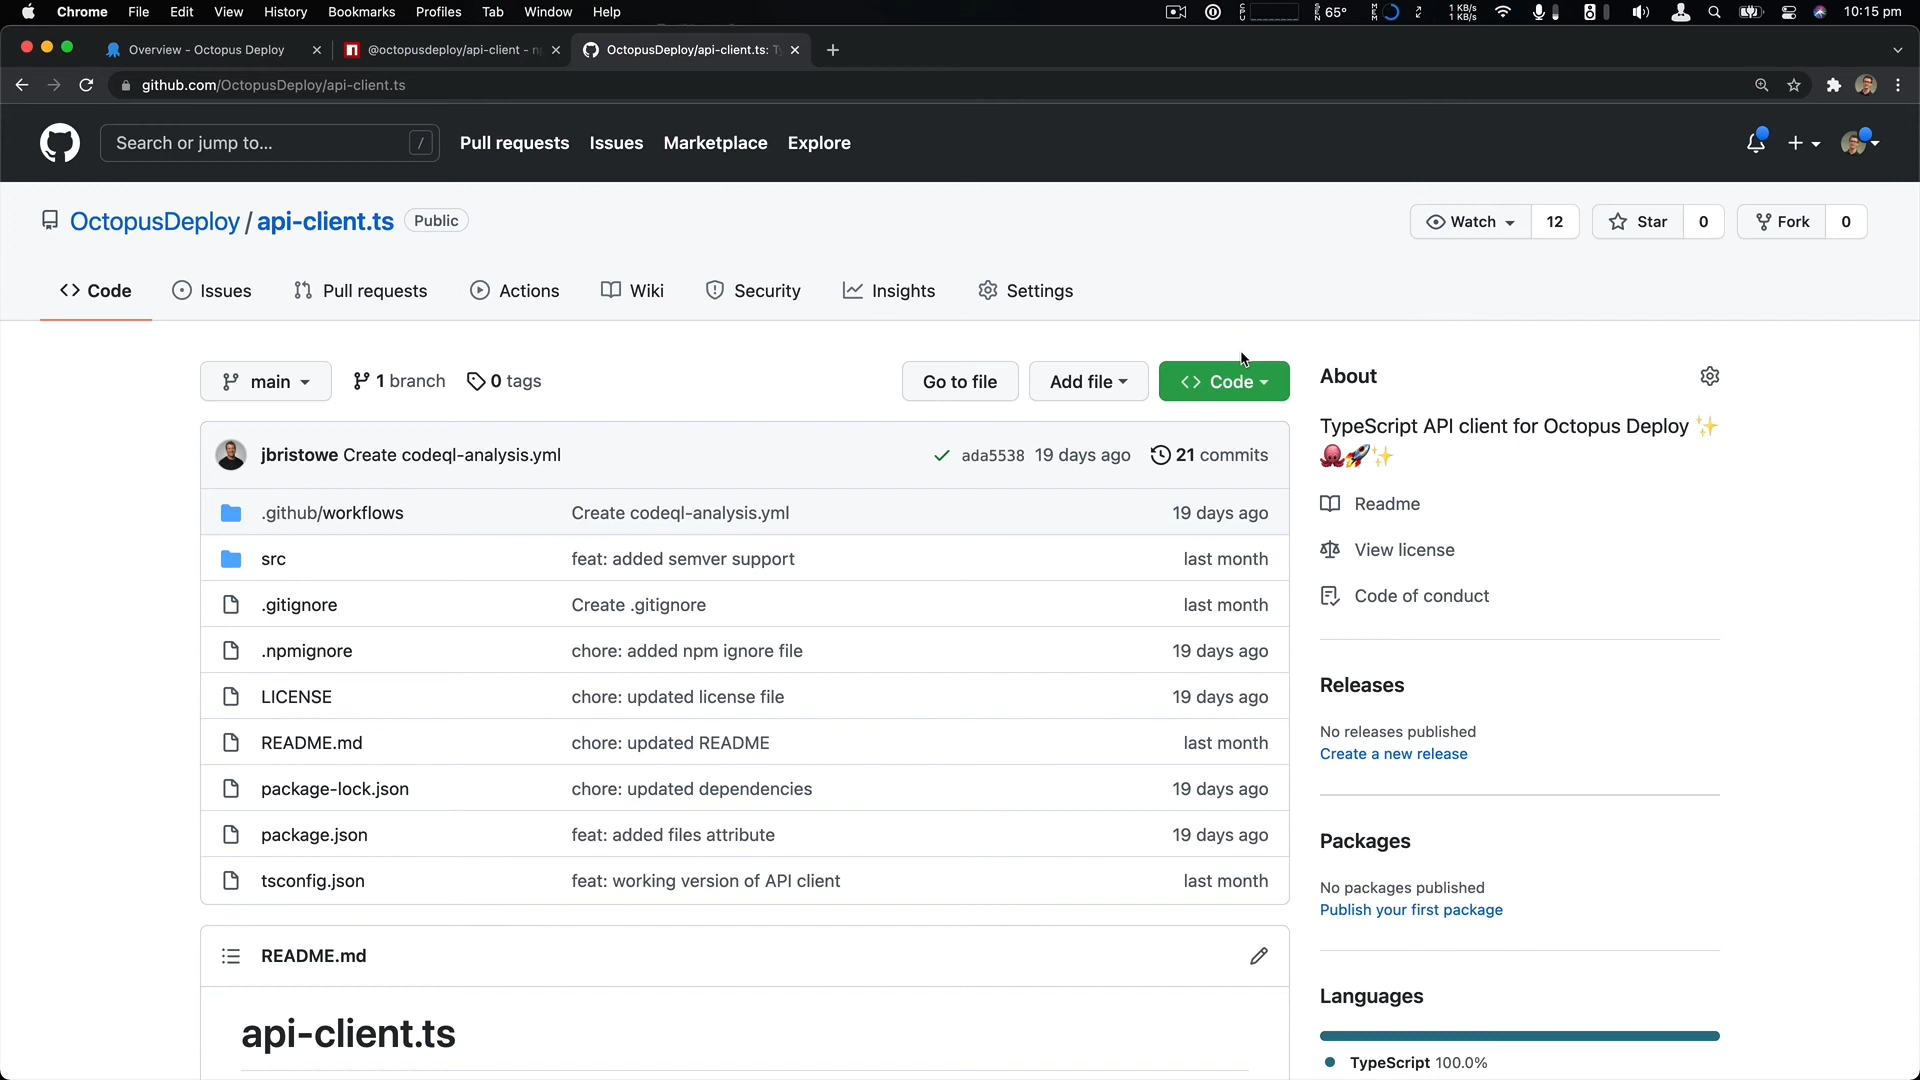 Chrome File Edit View History Bookmarks Profiles Tab Window Help 65° 1 KB/s 1 KB/s 10:15 pm
Overview - Octopus Deploy @octopusdeploy/api-client - n OctopusDeploy/api-client.ts: T
github.com/OctopusDeploy/api-client.ts
Search or jump to... / Pull requests Issues Marketplace Explore
OctopusDeploy / api-client.ts Public Watch 12 Star 0 Fork 0
Code Issues Pull requests Actions Wiki Security Insights Settings
main 1 branch 0 tags Go to file Add file Code
About
TypeScript API client for Octopus Deploy ✨
🐙🚀✨
jbristowe Create codeql-analysis.yml ada5538 19 days ago 21 commits
.github/workflows Create codeql-analysis.yml 19 days ago
src feat: added semver support last month
.gitignore Create .gitignore last month
.npmignore chore: added npm ignore file 19 days ago
LICENSE chore: updated license file 19 days ago
README.md chore: updated README last month
package-lock.json chore: updated dependencies 19 days ago
package.json feat: added files attribute 19 days ago
tsconfig.json feat: working version of API client last month
README.md
api-client.ts
Readme
View license
Code of conduct
Releases
No releases published
Create a new release
Packages
No packages published
Publish your first package
Languages
TypeScript 100.0%